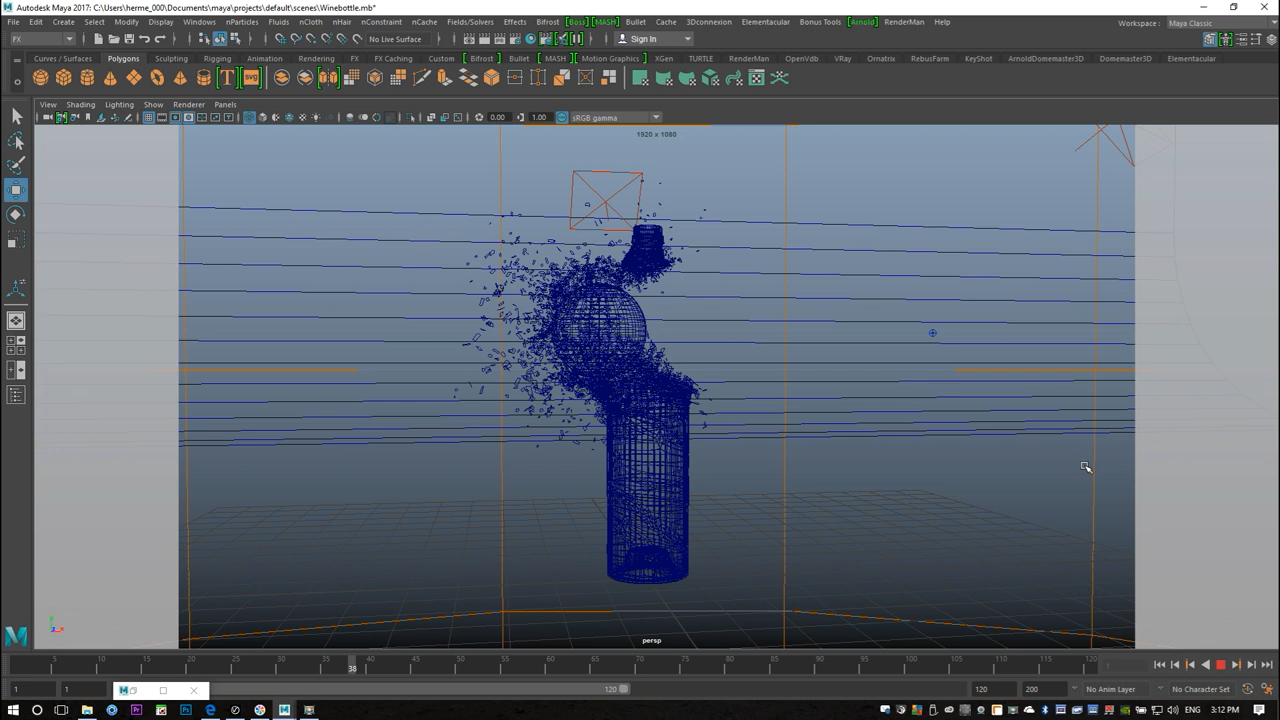 Autodesk Maya 2017: C:\Users\herme_000\Documents\maya\projects\default\scenes\Winebottle.mb*
File Edit Create Select Modify Display Windows nParticles Fluids nCloth nHair nConstraint nCache Fields/Solvers Effects Bifrost Boss MASH Bullet Cache 3Dconnexion Elementacular Bonus Tools Arnold RenderMan Help Workspace : Maya Classic
FX No Live Surface Sign In
Curves / Surfaces Polygons Sculpting Rigging Animation Rendering FX FX Caching Custom Bifrost Bullet MASH Motion Graphics XGen TURTLE RenderMan OpenVdb VRay Ornatrix RebusFarm KeyShot ArnoldDomemaster3D Domemaster3D Elementacular
T SVG
View Shading Lighting Show Renderer Panels
0.00 1.00 sRGB gamma
1920 x 1080
persp
5 10 15 20 25 30 35 40 45 50 55 60 65 70 75 80 85 90 95 100 105 110 115 120 1
38
1 1 120 120 200 No Anim Layer No Character Set
ENG 3:12 PM